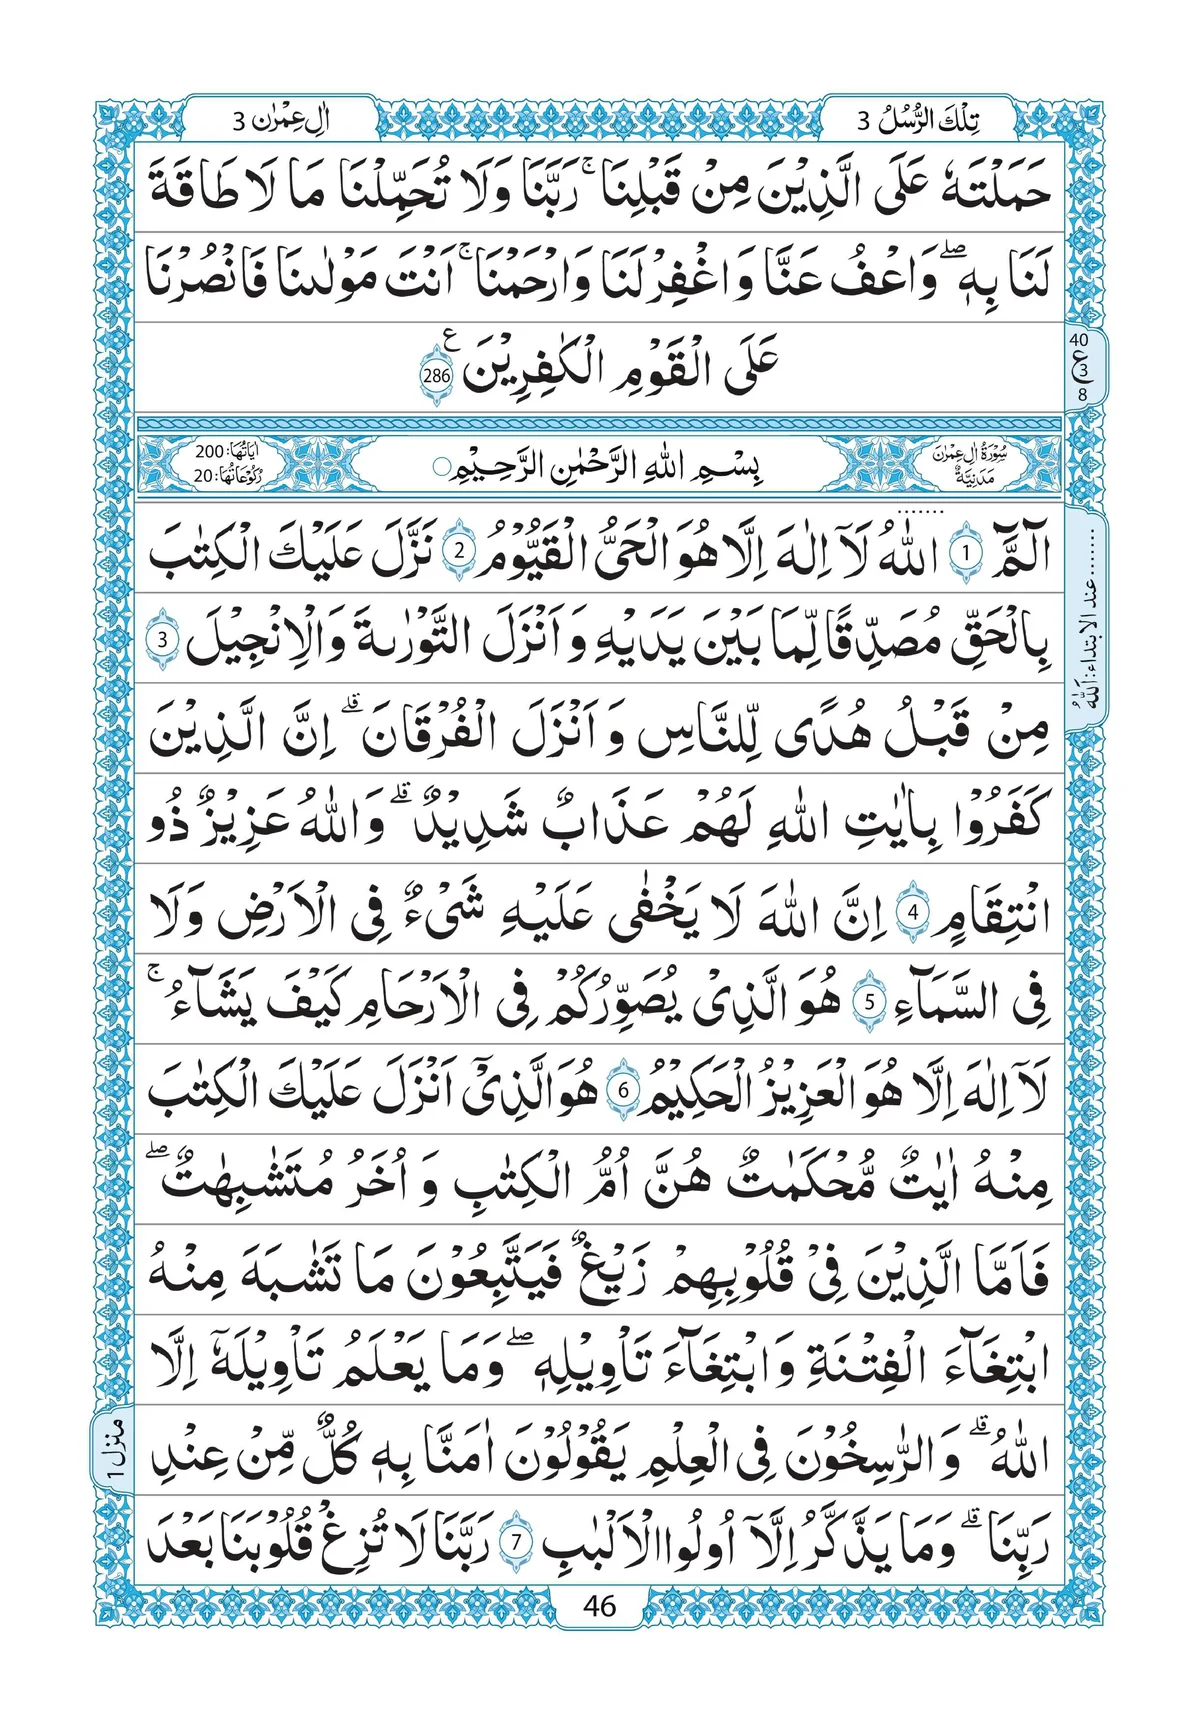 تِلْكَ الرُّسُلُ 3
اٰلِ عِمْرٰن 3
حَمَلْتَهٗ عَلَى الَّذِيْنَ مِنْ قَبْلِنَا ۚ رَبَّنَا وَلَا تُحَمِّلْنَا مَا لَا طَاقَةَ
لَنَا بِهٖ ۖ وَاعْفُ عَنَّا وَاغْفِرْ لَنَا وَارْحَمْنَا ۚ اَنْتَ مَوْلٰىنَا فَانْصُرْنَا
عَلَى الْقَوْمِ الْكٰفِرِيْنَ ع 286
40
ع 3
8
سُوْرَةُ اٰلِ عِمْرٰنَ
مَدَنِيَّةٌ
بِسْمِ اللهِ الرَّحْمٰنِ الرَّحِيْمِ
اٰيَاتُهَا: 200
رُكُوْعَاتُهَا: 20
الٓمّٓ 1 اللّٰهُ لَآ اِلٰهَ اِلَّا هُوَ الْحَيُّ الْقَيُّوْمُ 2 نَزَّلَ عَلَيْكَ الْكِتٰبَ
بِالْحَقِّ مُصَدِّقًا لِّمَا بَيْنَ يَدَيْهِ وَاَنْزَلَ التَّوْرٰىةَ وَالْاِنْجِيْلَ 3
مِنْ قَبْلُ هُدًى لِّلنَّاسِ وَاَنْزَلَ الْفُرْقَانَ ۗ اِنَّ الَّذِيْنَ
كَفَرُوْا بِاٰيٰتِ اللّٰهِ لَهُمْ عَذَابٌ شَدِيْدٌ ۗ وَاللّٰهُ عَزِيْزٌ ذُو
انْتِقَامٍ 4 اِنَّ اللّٰهَ لَا يَخْفٰى عَلَيْهِ شَيْءٌ فِى الْاَرْضِ وَلَا
فِى السَّمَآءِ 5 هُوَ الَّذِىْ يُصَوِّرُكُمْ فِى الْاَرْحَامِ كَيْفَ يَشَآءُ ۚ
لَآ اِلٰهَ اِلَّا هُوَ الْعَزِيْزُ الْحَكِيْمُ 6 هُوَ الَّذِىْٓ اَنْزَلَ عَلَيْكَ الْكِتٰبَ
مِنْهُ اٰيٰتٌ مُّحْكَمٰتٌ هُنَّ اُمُّ الْكِتٰبِ وَاُخَرُ مُتَشٰبِهٰتٌ ۖ
فَاَمَّا الَّذِيْنَ فِىْ قُلُوْبِهِمْ زَيْغٌ فَيَتَّبِعُوْنَ مَا تَشٰبَهَ مِنْهُ
ابْتِغَآءَ الْفِتْنَةِ وَابْتِغَآءَ تَاْوِيْلِهٖ ۖ وَمَا يَعْلَمُ تَاْوِيْلَهٗٓ اِلَّا
اللّٰهُ ۗ وَالرّٰسِخُوْنَ فِى الْعِلْمِ يَقُوْلُوْنَ اٰمَنَّا بِهٖ كُلٌّ مِّنْ عِنْدِ
رَبِّنَا ۗ وَمَا يَذَّكَّرُ اِلَّآ اُولُوا الْاَلْبٰبِ 7 رَبَّنَا لَا تُزِغْ قُلُوْبَنَا بَعْدَ
.......عند الابتداء: اَللّٰهُ
منزل 1
46